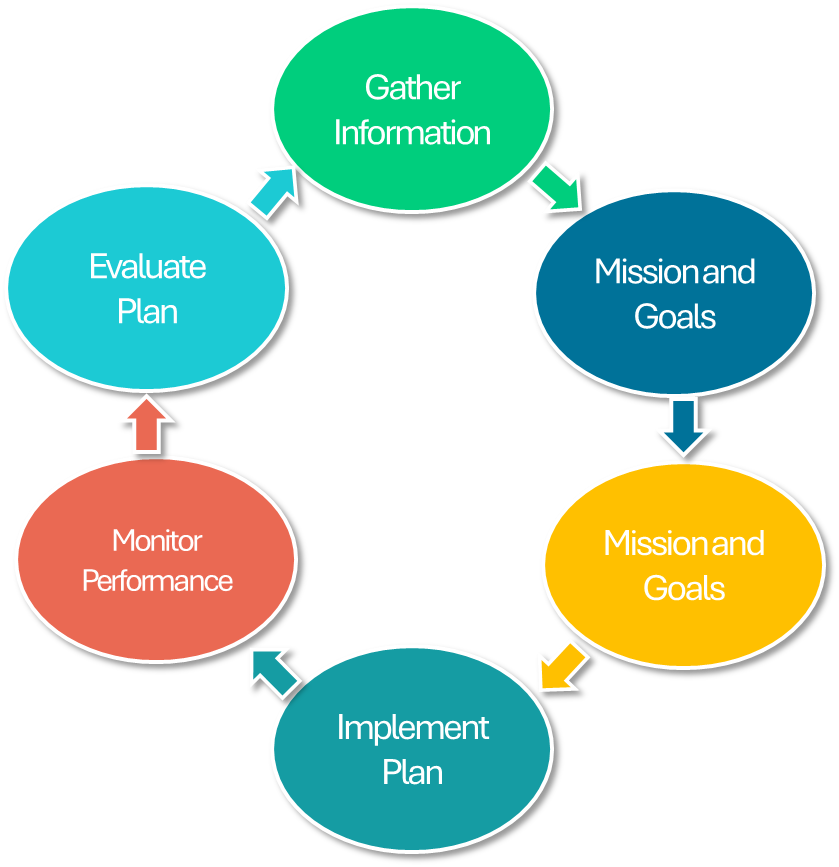 Gather
Information
Mission and
Goals
Mission and
Goals
Implement
Plan
Monitor
Performance
Evaluate
Plan